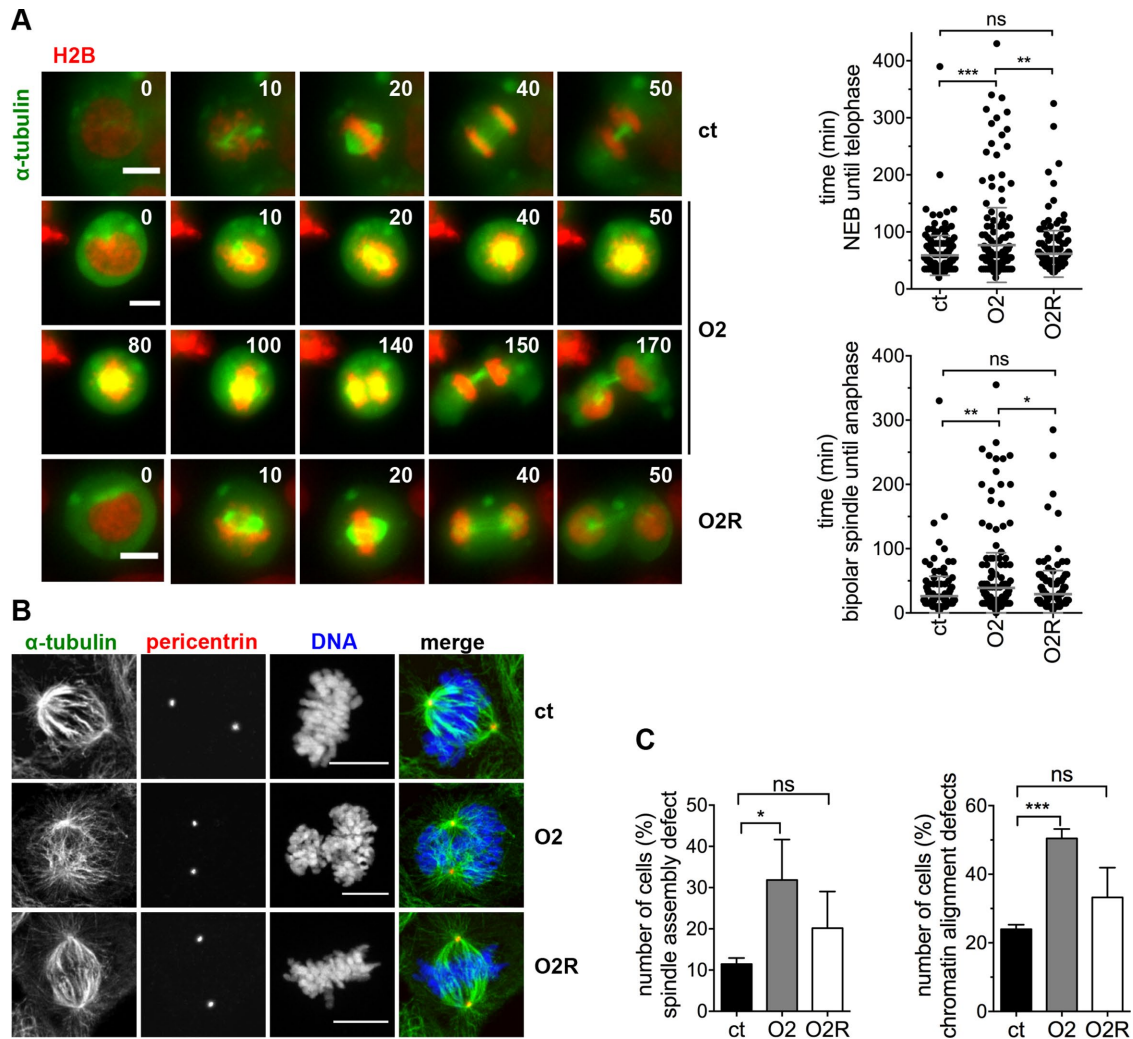 A
H2B
α-tubulin
0 10 20 40 50
ct
0 10 20 40 50
O2
80 100 140 150 170
0 10 20 40 50
O2R
ns
*** **
400
300
200
100
0
time (min)
NEB until telophase
ct O2 O2R
ns
** *
400
300
200
100
0
time (min)
bipolar spindle until anaphase
ct O2 O2R
B
α-tubulin pericentrin DNA merge
ct
O2
O2R
C
ns
*
50
40
30
20
10
0
number of cells (%)
spindle assembly defect
ct O2 O2R
ns
***
60
40
20
0
number of cells (%)
chromatin alignment defects
ct O2 O2R